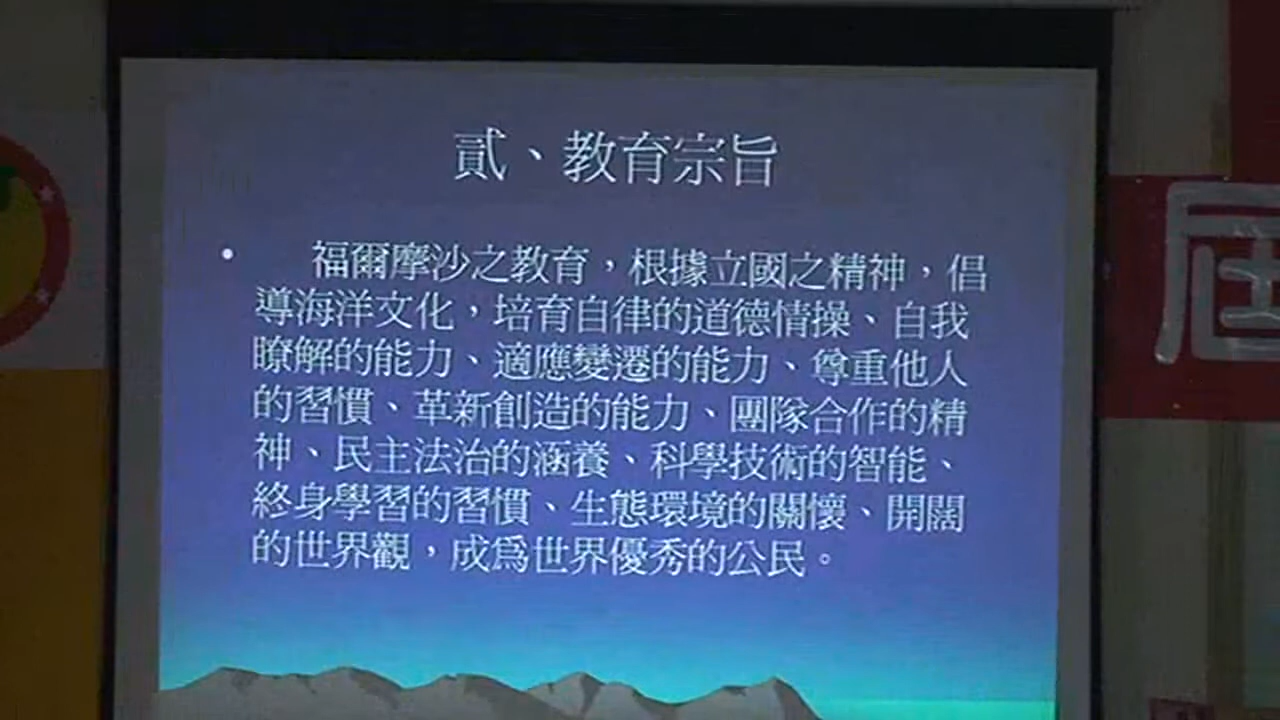 貳、教育宗旨
• 福爾摩沙之教育，根據立國之精神，倡
導海洋文化，培育自律的道德情操、自我
瞭解的能力、適應變遷的能力、尊重他人
的習慣、革新創造的能力、團隊合作的精
神、民主法治的涵養、科學技術的智能、
終身學習的習慣、生態環境的關懷、開闊
的世界觀，成為世界優秀的公民。
屆